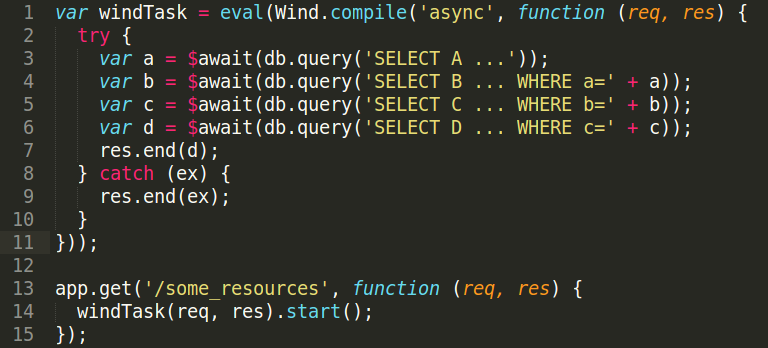 1 var windTask = eval(Wind.compile('async', function (req, res) {
2   try {
3     var a = $await(db.query('SELECT A ...'));
4     var b = $await(db.query('SELECT B ... WHERE a=' + a));
5     var c = $await(db.query('SELECT C ... WHERE b=' + b));
6     var d = $await(db.query('SELECT D ... WHERE c=' + c));
7     res.end(d);
8   } catch (ex) {
9     res.end(ex);
10   }
11 }));
12
13 app.get('/some_resources', function (req, res) {
14   windTask(req, res).start();
15 });